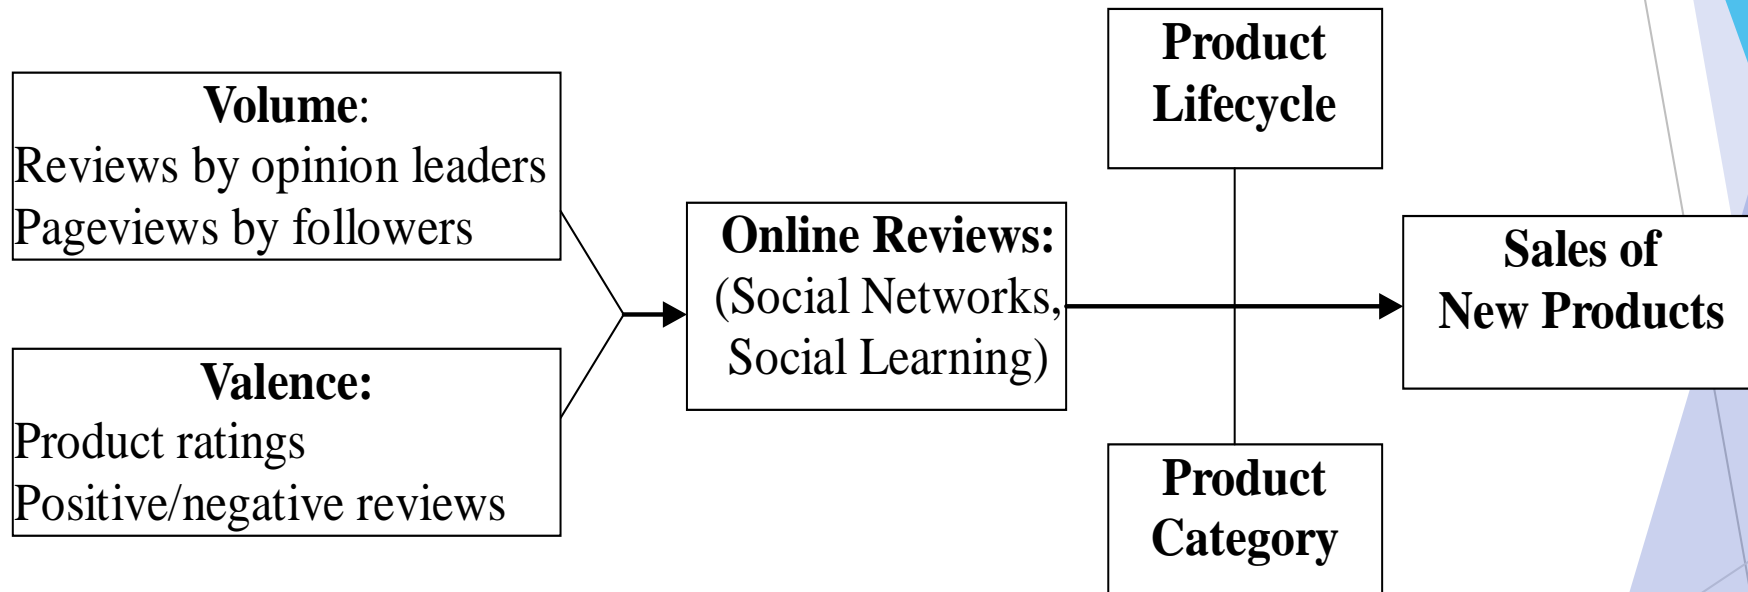 Volume:
Reviews by opinion leaders
Pageviews by followers
Valence:
Product ratings
Positive/negative reviews
Online Reviews:
(Social Networks,
Social Learning)
Product
Lifecycle
Product
Category
Sales of
New Products